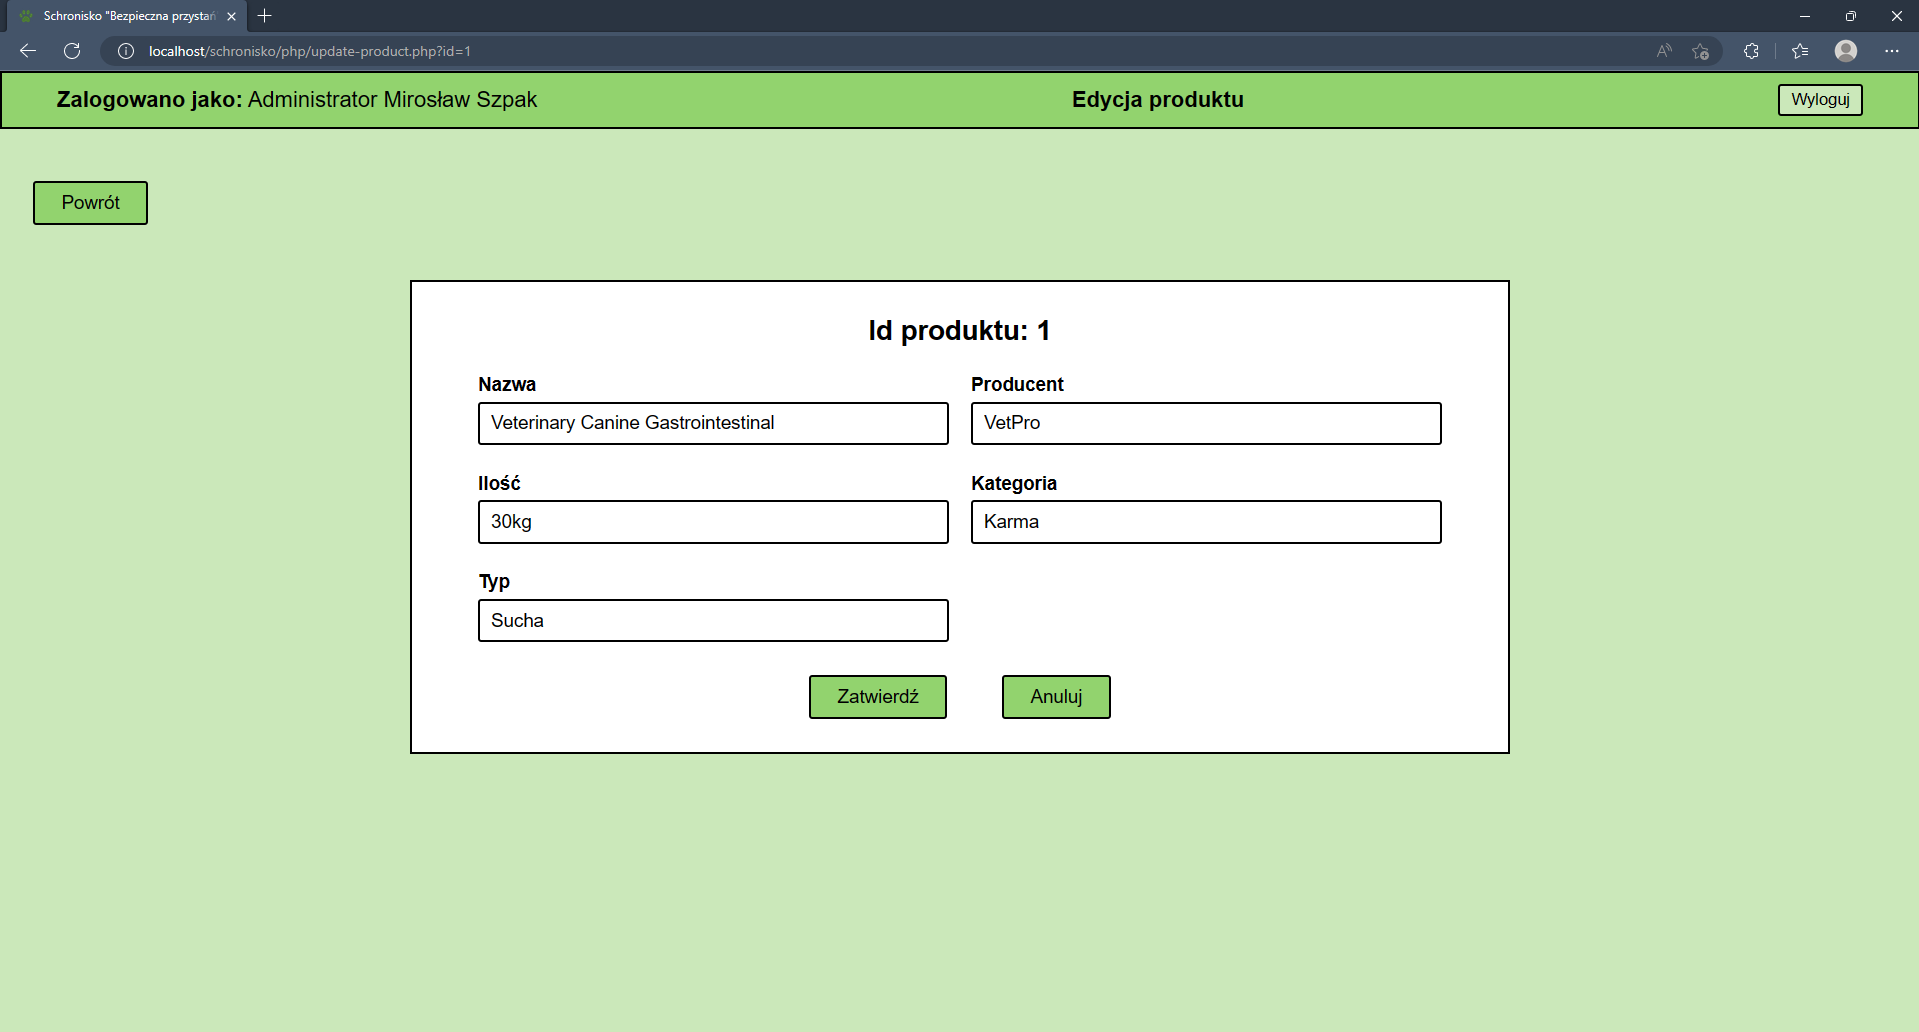 Schronisko "Bezpieczna przystań
localhost/schronisko/php/update-product.php?id=1
Zalogowano jako: Administrator Mirosław Szpak
Edycja produktu
Wyloguj
Powrót
Id produktu: 1
Nazwa
Producent
Veterinary Canine Gastrointestinal
VetPro
Ilość
Kategoria
30kg
Karma
Typ
Sucha
Zatwierdź
Anuluj